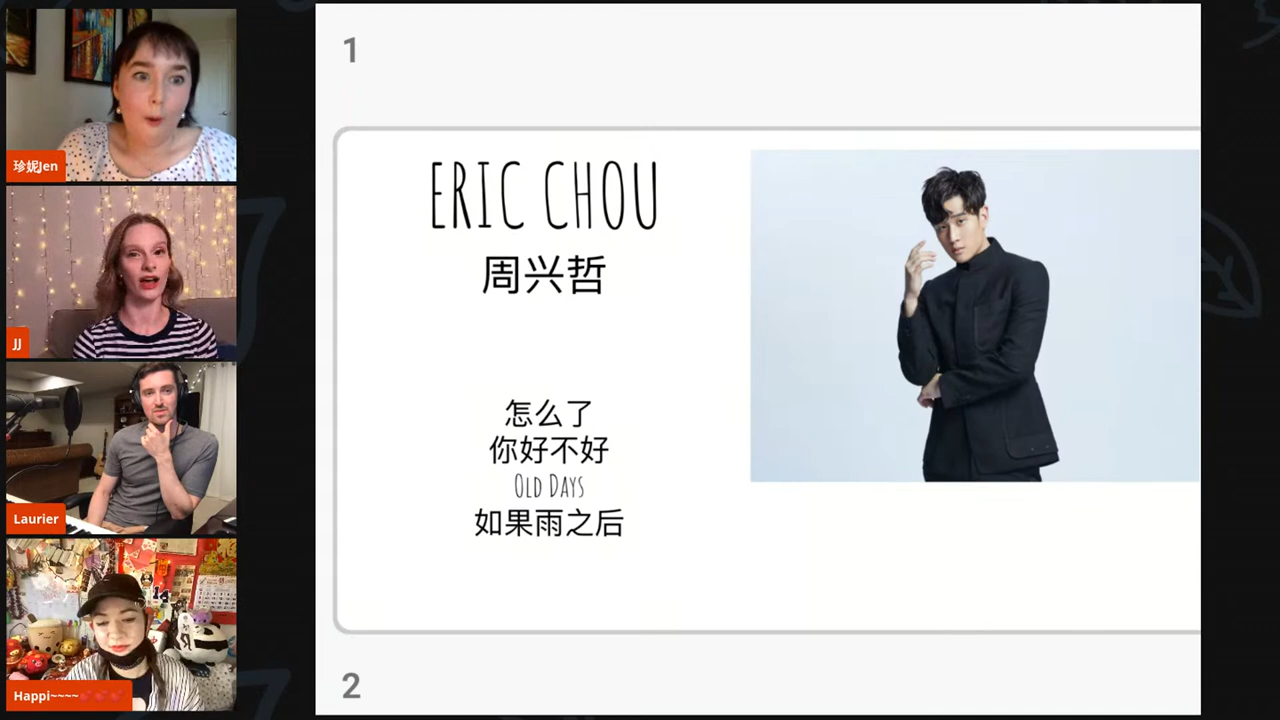 珍妮Jen
JJ
Laurier
Happi~~~~
1
ERIC CHOU
周兴哲
怎么了
你好不好
OLD DAYS
如果雨之后
2